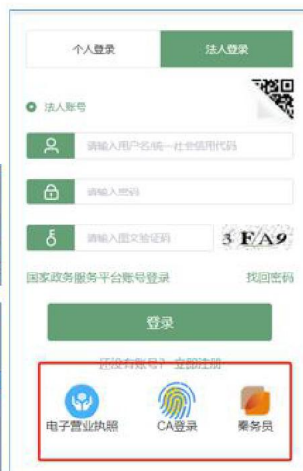 个人登录
法人登录
法人账号
请输入用户名/统一社会信用代码
请输入密码
请输入图文验证码
3 FA9
国家政务服务平台账号登录
找回密码
登录
还没有账号? 立即注册
电子营业执照
CA登录
秦务员